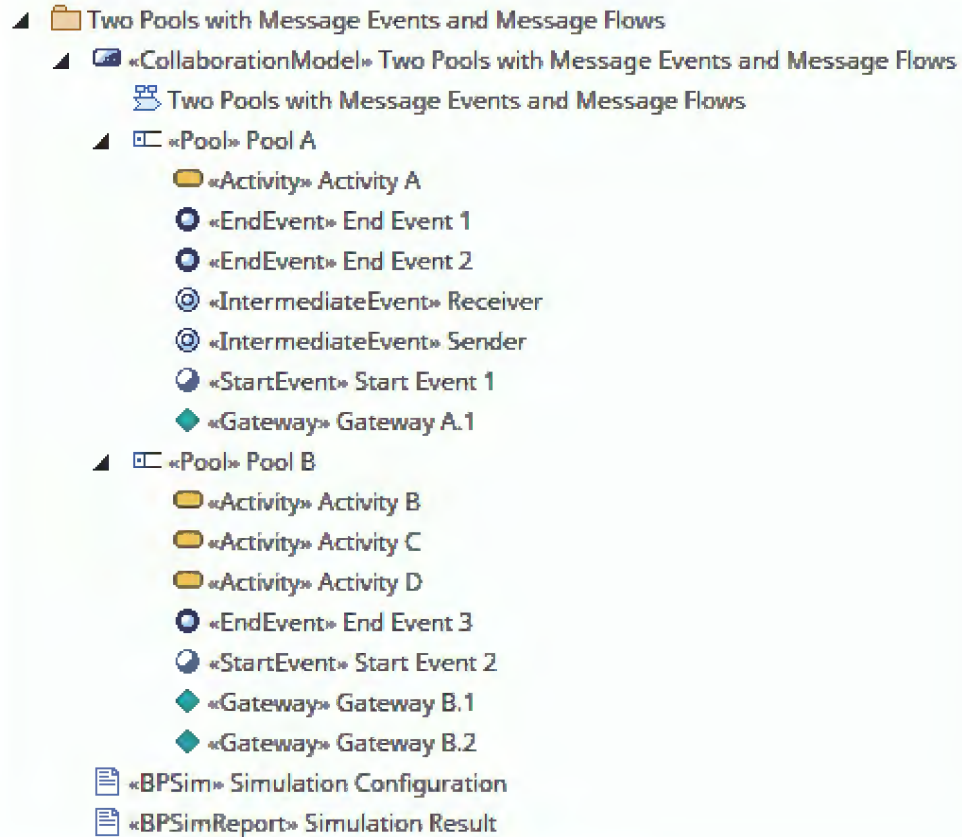 Two Pools with Message Events and Message Flows
«CollaborationModel» Two Pools with Message Events and Message Flows
Two Pools with Message Events and Message Flows
«Pool» Pool A
«Activity» Activity A
«EndEvent» End Event 1
«EndEvent» End Event 2
«IntermediateEvent» Receiver
«IntermediateEvent» Sender
«StartEvent» Start Event 1
«Gateway» Gateway A.1
«Pool» Pool B
«Activity» Activity B
«Activity» Activity C
«Activity» Activity D
«EndEvent» End Event 3
«StartEvent» Start Event 2
«Gateway» Gateway B.1
«Gateway» Gateway B.2
«BPSim» Simulation Configuration
«BPSimReport» Simulation Result